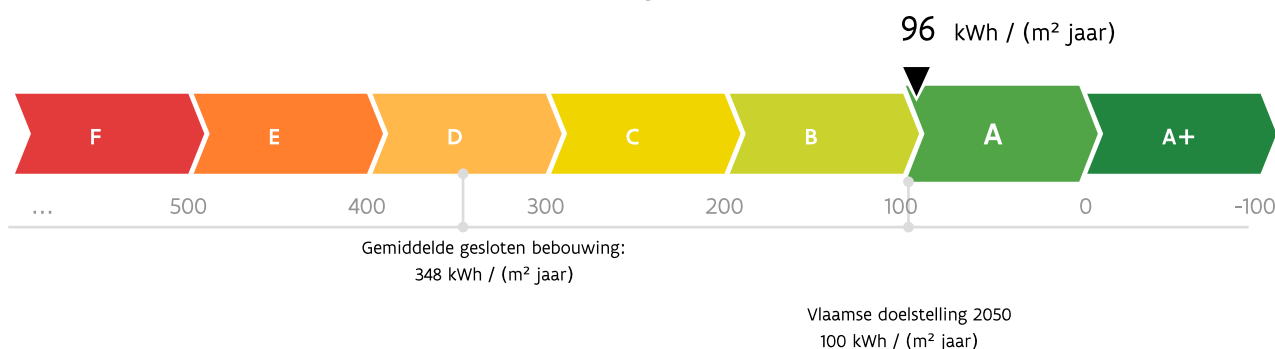 96 kWh / (m² jaar)
F E D C B A A+
... 500 400 300 200 100 0 -100
Gemiddelde gesloten bebouwing:
348 kWh / (m² jaar)
Vlaamse doelstelling 2050
100 kWh / (m² jaar)